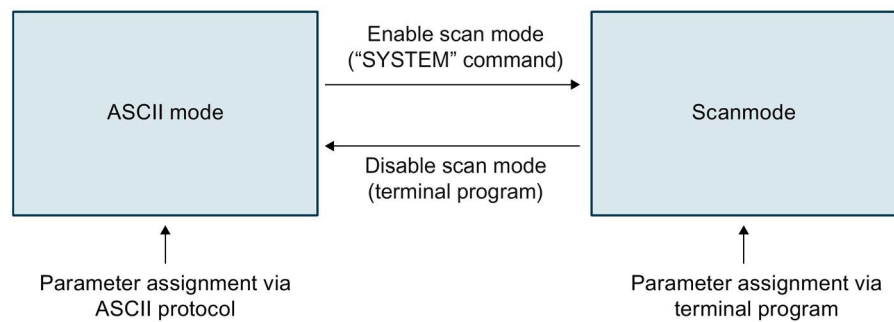 Enable scan mode
(“SYSTEM” command)
ASCII mode
Scanmode
Disable scan mode
(terminal program)
Parameter assignment via
ASCII protocol
Parameter assignment via
terminal program